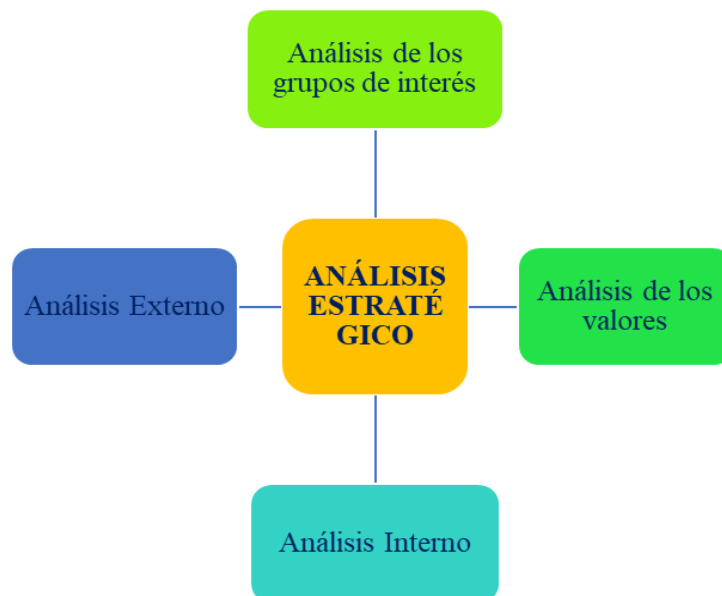 Análisis de los
grupos de interés
Análisis Externo
ANÁLISIS
ESTRATÉ
GICO
Análisis de los
valores
Análisis Interno